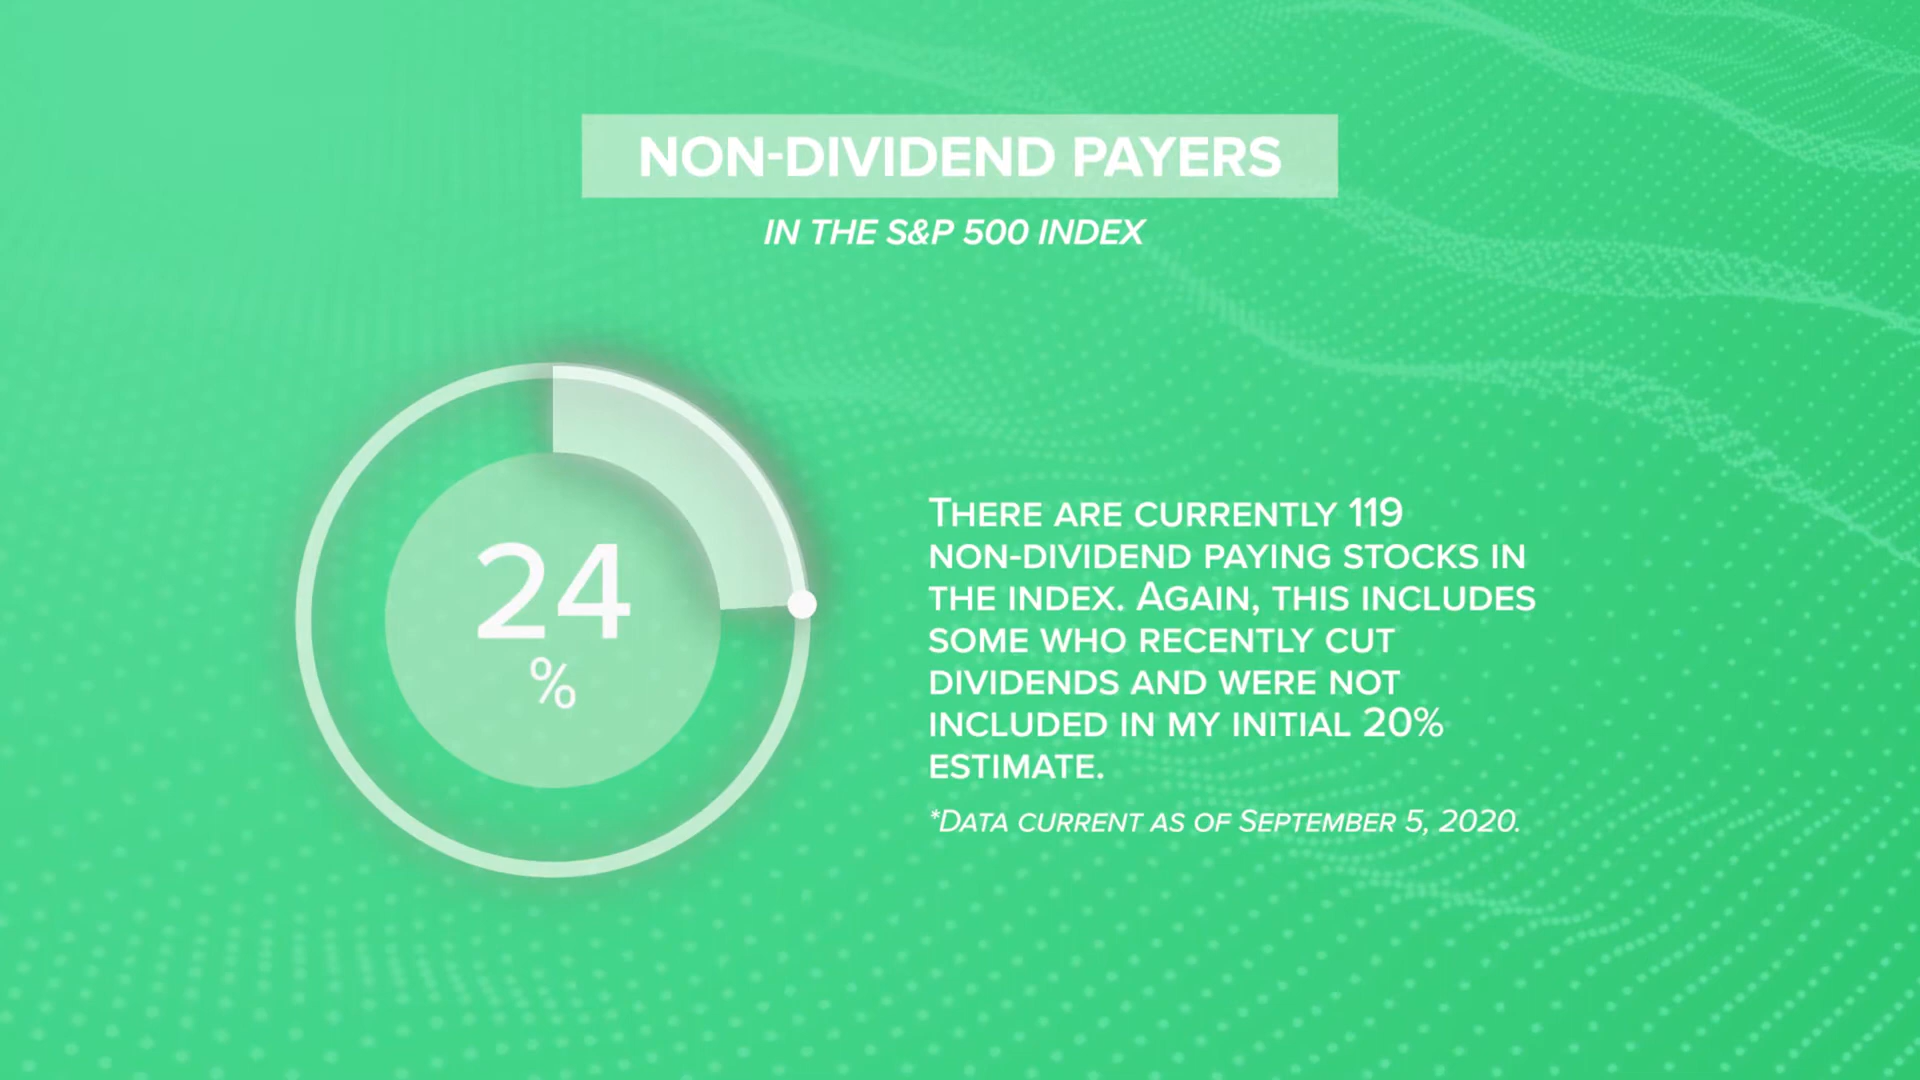 NON-DIVIDEND PAYERS
IN THE S&P 500 INDEX
24
%
THERE ARE CURRENTLY 119
NON-DIVIDEND PAYING STOCKS IN
THE INDEX. AGAIN, THIS INCLUDES
SOME WHO RECENTLY CUT
DIVIDENDS AND WERE NOT
INCLUDED IN MY INITIAL 20%
ESTIMATE.
*DATA CURRENT AS OF SEPTEMBER 5, 2020.